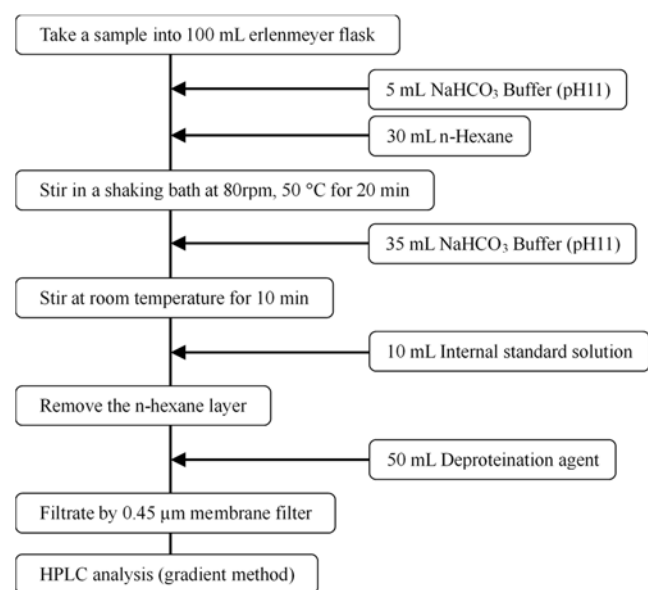 Take a sample into 100 mL erlenmeyer flask
5 mL NaHCO₃ Buffer (pH11)
30 mL n-Hexane
Stir in a shaking bath at 80rpm, 50 °C for 20 min
35 mL NaHCO₃ Buffer (pH11)
Stir at room temperature for 10 min
10 mL Internal standard solution
Remove the n-hexane layer
50 mL Deproteination agent
Filtrate by 0.45 µm membrane filter
HPLC analysis (gradient method)